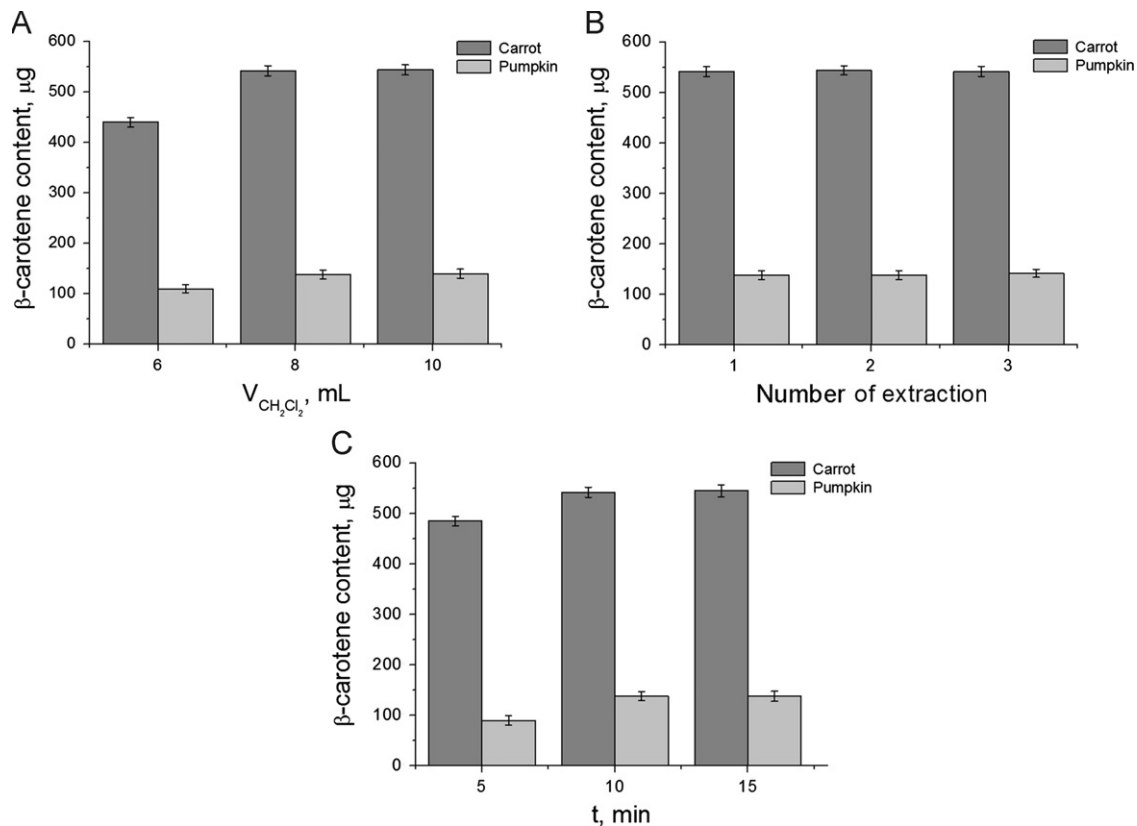 A
600
500
400
300
200
100
0
β-carotene content, μg
6 8 10
V_CH₂Cl₂, mL
Carrot
Pumpkin
B
600
500
400
300
200
100
0
β-carotene content, μg
1 2 3
Number of extraction
Carrot
Pumpkin
C
600
500
400
300
200
100
0
β-carotene content, μg
5 10 15
t, min
Carrot
Pumpkin